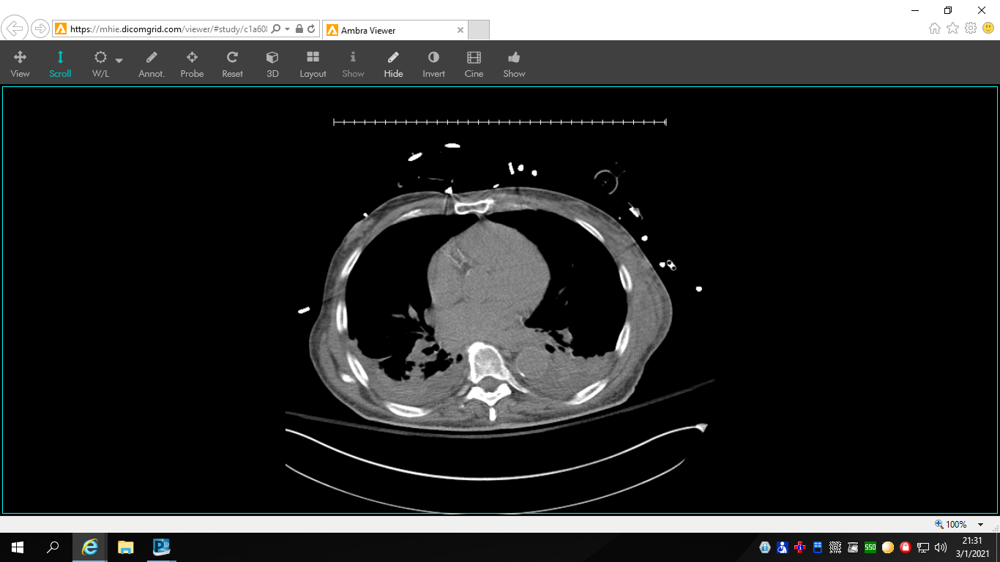 https://mhie.dicomgrid.com/viewer/#study/c1a60
Ambra Viewer
View Scroll W/L Annot. Probe Reset 3D Layout Show Hide Invert Cine Show
100%
21:31
SSO
3/1/2021